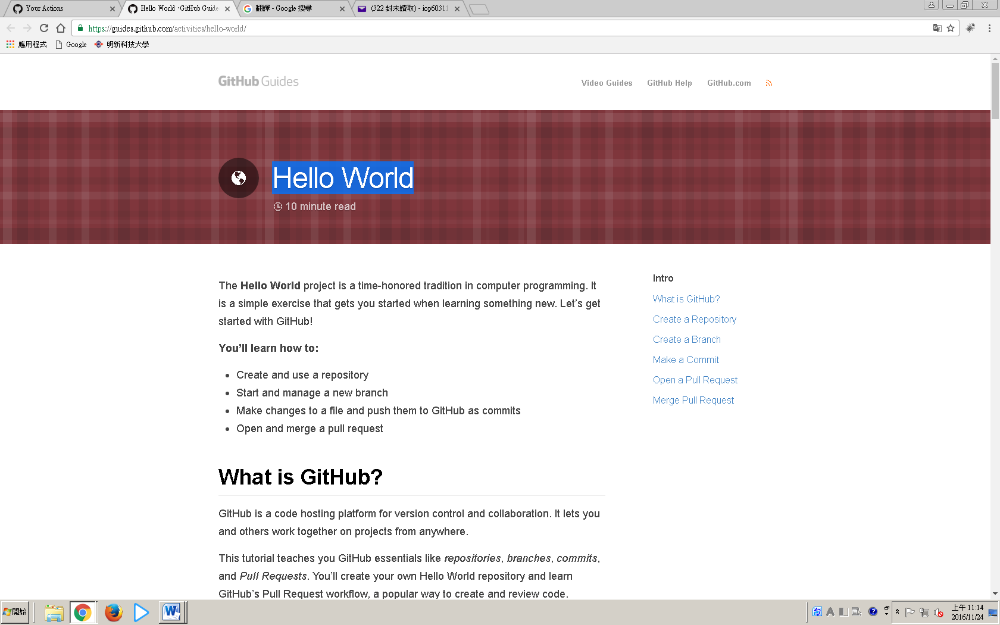 Your Actions
Hello World · GitHub Guide
翻譯 - Google 搜尋
(322 封未讀取) - iop60311
https://guides.github.com/activities/hello-world/
應用程式
Google
明新科技大學
GitHub Guides
Video Guides
GitHub Help
GitHub.com
Hello World
10 minute read
The Hello World project is a time-honored tradition in computer programming. It
is a simple exercise that gets you started when learning something new. Let’s get
started with GitHub!
You’ll learn how to:
Create and use a repository
Start and manage a new branch
Make changes to a file and push them to GitHub as commits
Open and merge a pull request
Intro
What is GitHub?
Create a Repository
Create a Branch
Make a Commit
Open a Pull Request
Merge Pull Request
What is GitHub?
GitHub is a code hosting platform for version control and collaboration. It lets you
and others work together on projects from anywhere.
This tutorial teaches you GitHub essentials like repositories, branches, commits,
and Pull Requests. You’ll create your own Hello World repository and learn
GitHub’s Pull Request workflow, a popular way to create and review code.
開始
上午 11:14
2016/11/24